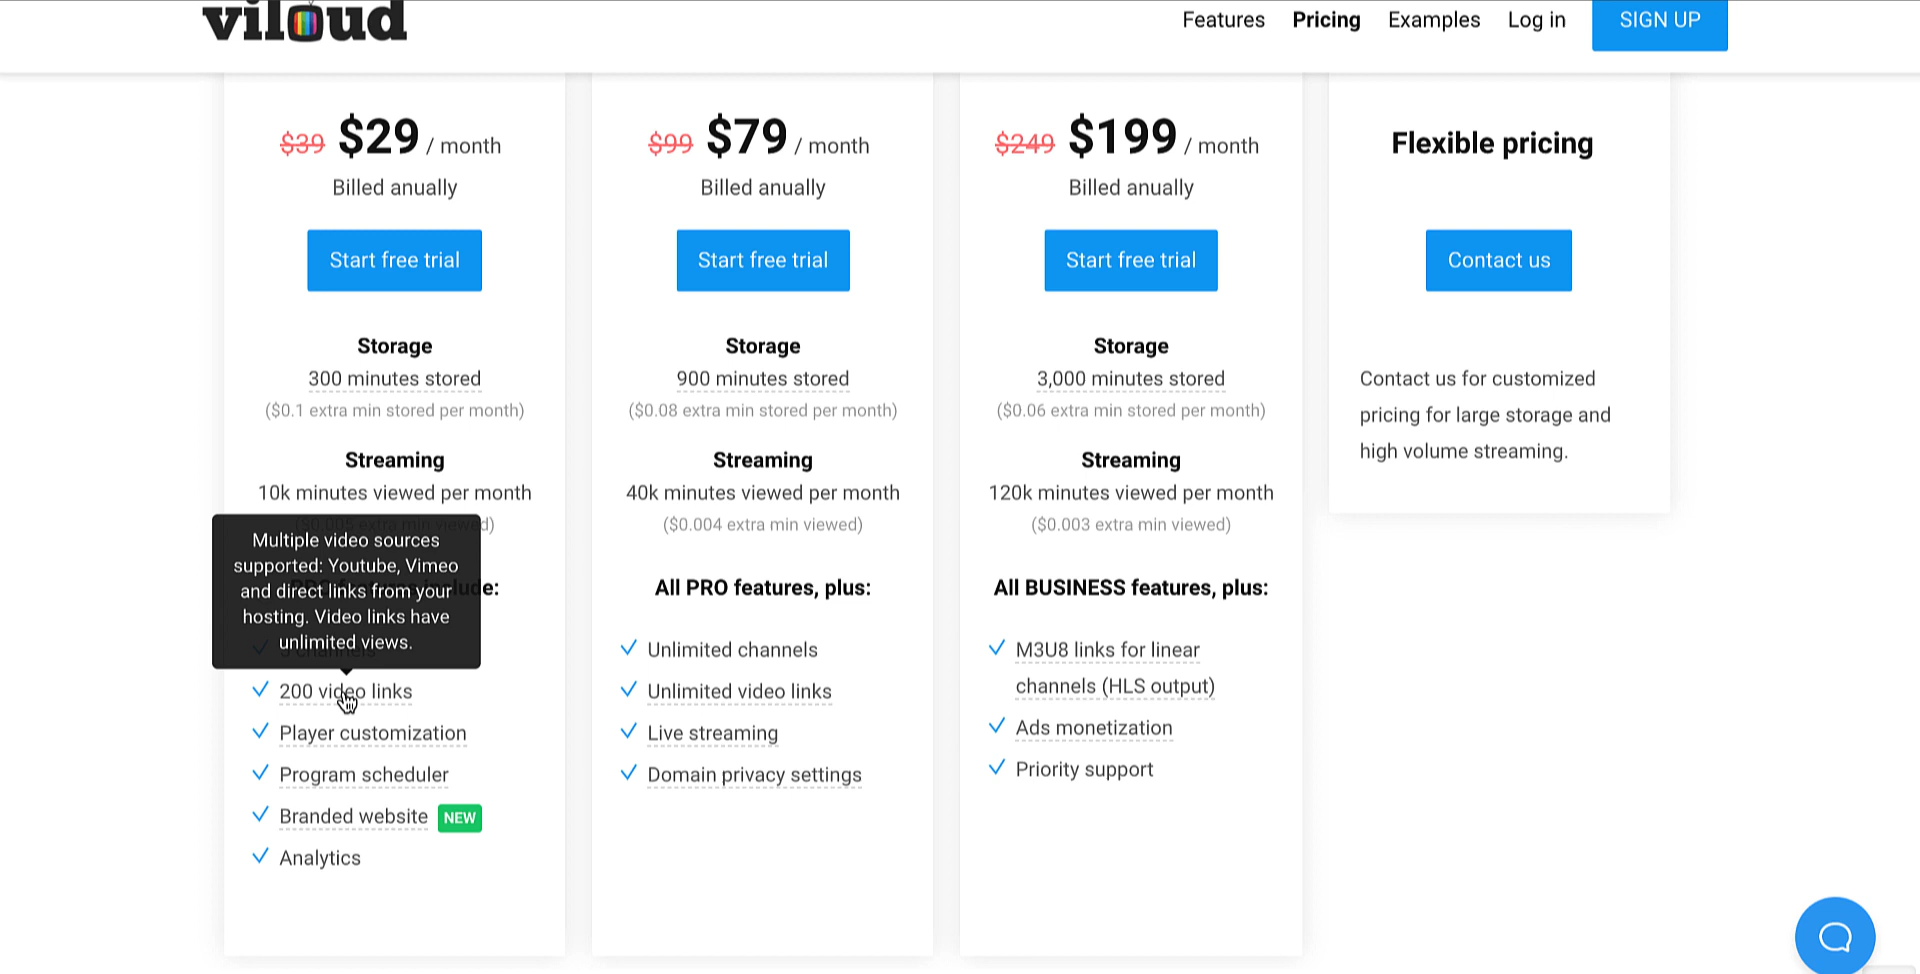 viloud
Features Pricing Examples Log in SIGN UP
$39 $29 / month
Billed anually
Start free trial
Storage
300 minutes stored
($0.1 extra min stored per month)
Streaming
10k minutes viewed per month
Multiple video sources
supported: Youtube, Vimeo
and direct links from your
hosting. Video links have
unlimited views.
200 video links
Player customization
Program scheduler
Branded website NEW
Analytics
$99 $79 / month
Billed anually
Start free trial
Storage
900 minutes stored
($0.08 extra min stored per month)
Streaming
40k minutes viewed per month
($0.004 extra min viewed)
All PRO features, plus:
Unlimited channels
Unlimited video links
Live streaming
Domain privacy settings
$249 $199 / month
Billed anually
Start free trial
Storage
3,000 minutes stored
($0.06 extra min stored per month)
Streaming
120k minutes viewed per month
($0.003 extra min viewed)
All BUSINESS features, plus:
M3U8 links for linear
channels (HLS output)
Ads monetization
Priority support
Flexible pricing
Contact us
Contact us for customized
pricing for large storage and
high volume streaming.